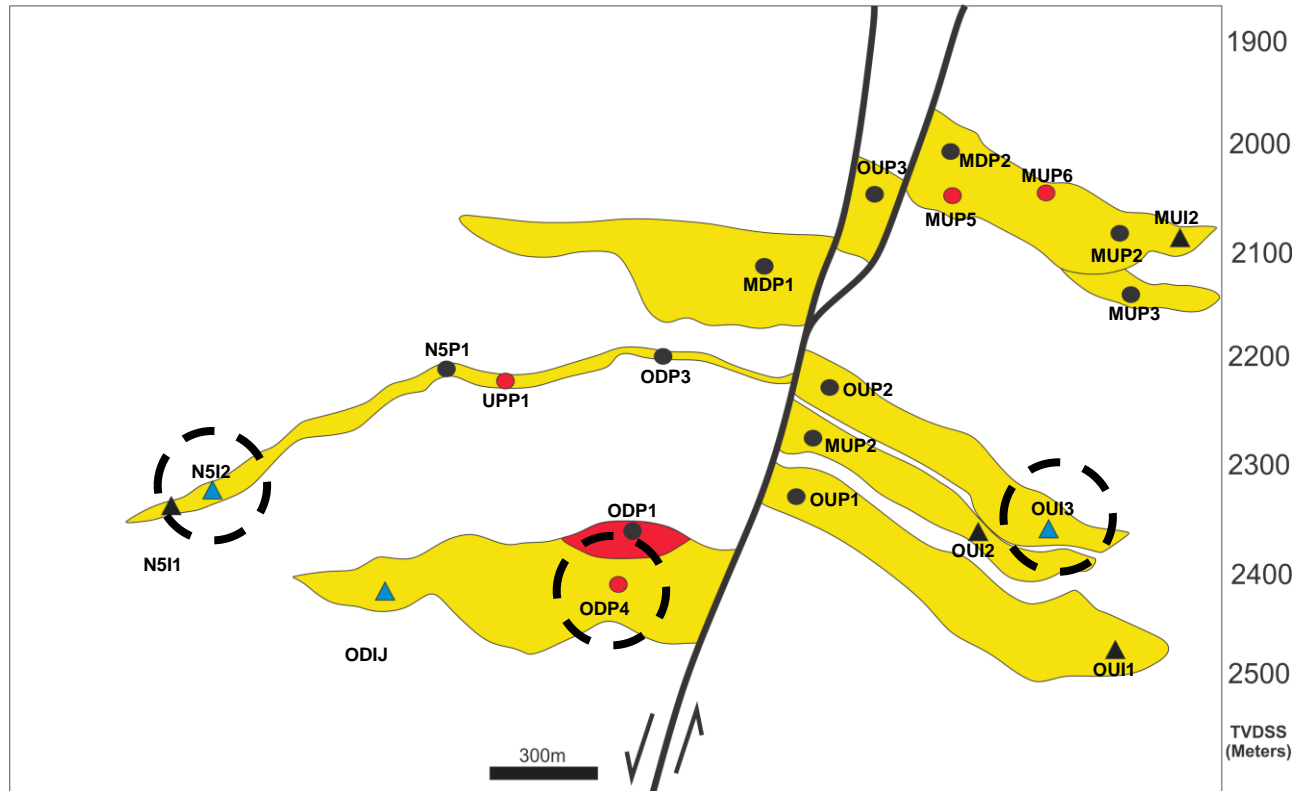 1900
2000
OUP3
MDP2
MUP6
MUP5
MUI2
MUP2
2100
MDP1
MUP3
N5P1
2200
ODP3
UPP1
OUP2
MUP2
N5I2
2300
OUP1
ODP1
OUI3
OUI2
N5I1
2400
ODP4
ODIJ
OUI1
2500
TVDSS
(Meters)
300m